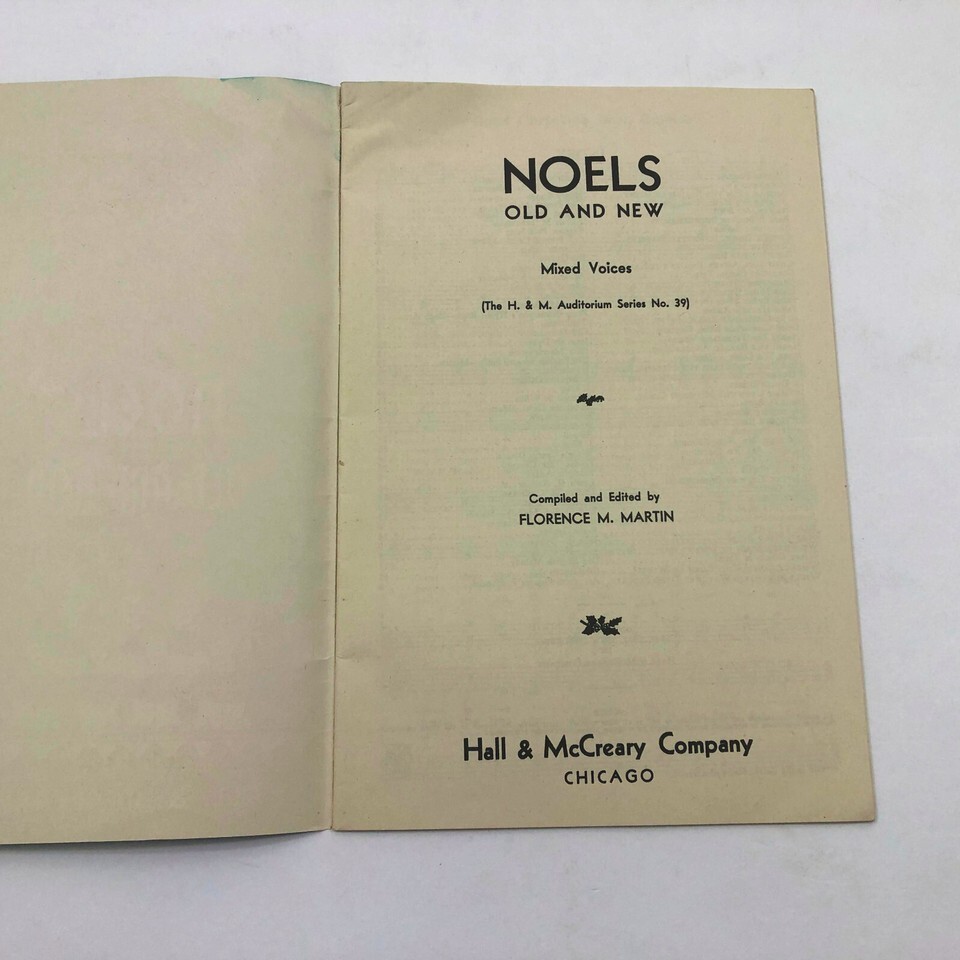 NOELS
OLD AND NEW
Mixed Voices
(The H. & M. Auditorium Series No. 39)
Compiled and Edited by
FLORENCE M. MARTIN
Hall & McCreary Company
CHICAGO